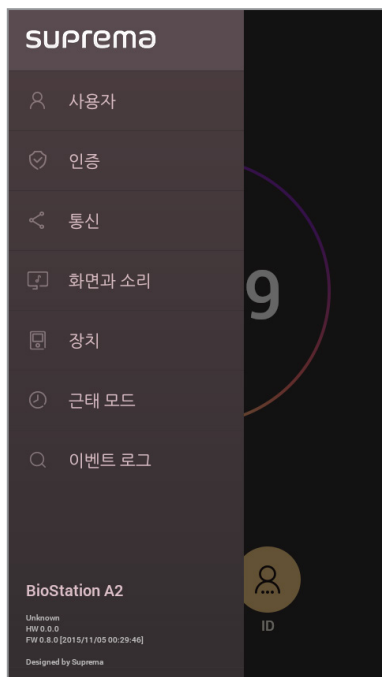 suprema
사용자
인증
통신
화면과 소리
장치
근태 모드
이벤트 로그
9
BioStation A2
Unknown
HW 0.0.0
FW 0.8.0 [2015/11/05 00:29:46]
Designed by Suprema
ID